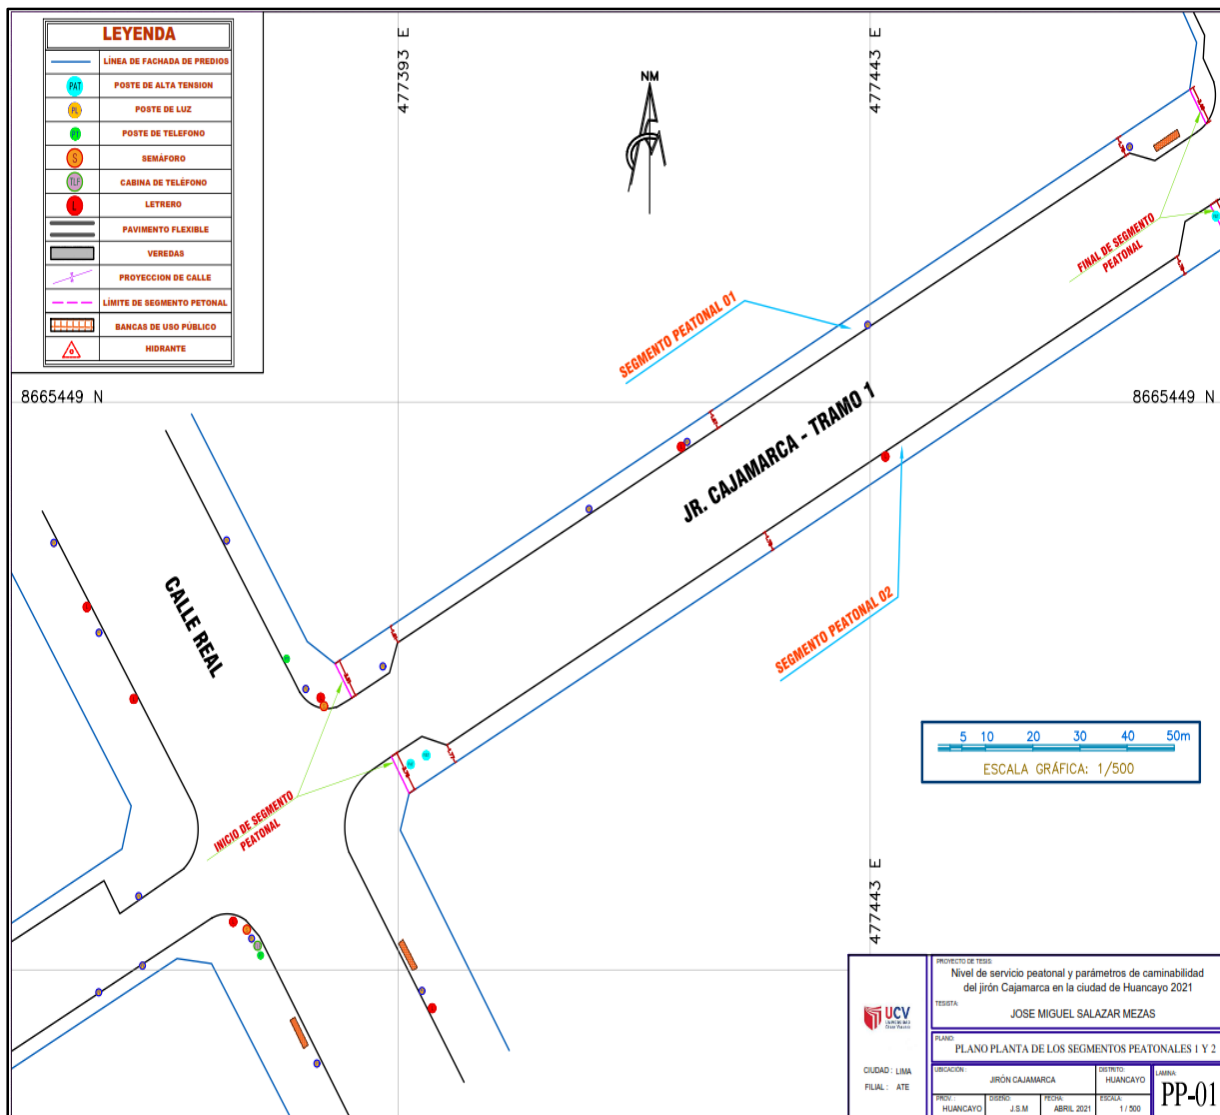 LEYENDA
LÍNEA DE FACHADA DE PREDIOS
PAT POSTE DE ALTA TENSION
PL POSTE DE LUZ
PT POSTE DE TELEFONO
S SEMÁFORO
TLF CABINA DE TELÉFONO
L LETRERO
PAVIMENTO FLEXIBLE
VEREDAS
PROYECCION DE CALLE
LÍMITE DE SEGMENTO PETONAL
BANCAS DE USO PÚBLICO
HIDRANTE
477393 E
477443 E
NM
FINAL DE SEGMENTO
PEATONAL
SEGMENTO PEATONAL 01
8665449 N
8665449 N
JR. CAJAMARCA - TRAMO 1
CALLE REAL
SEGMENTO PEATONAL 02
INICIO DE SEGMENTO
PEATONAL
5 10 20 30 40 50m
ESCALA GRÁFICA: 1/500
477443 E
UCV
CIUDAD : LIMA
FILIAL : ATE
PROYECTO DE TESIS:
Nivel de servicio peatonal y parámetros de caminabilidad
del jirón Cajamarca en la ciudad de Huancayo 2021
TESISTA:
JOSE MIGUEL SALAZAR MEZAS
PLANO:
PLANO PLANTA DE LOS SEGMENTOS PEATONALES 1 Y 2
UBICACIÓN :
JIRÓN CAJAMARCA
DISTRITO:
HUANCAYO
LAMINA:
PP-01
PROV. :
HUANCAYO
DISEÑO:
J.S.M
FECHA:
ABRIL 2021
ESCALA:
1 / 500